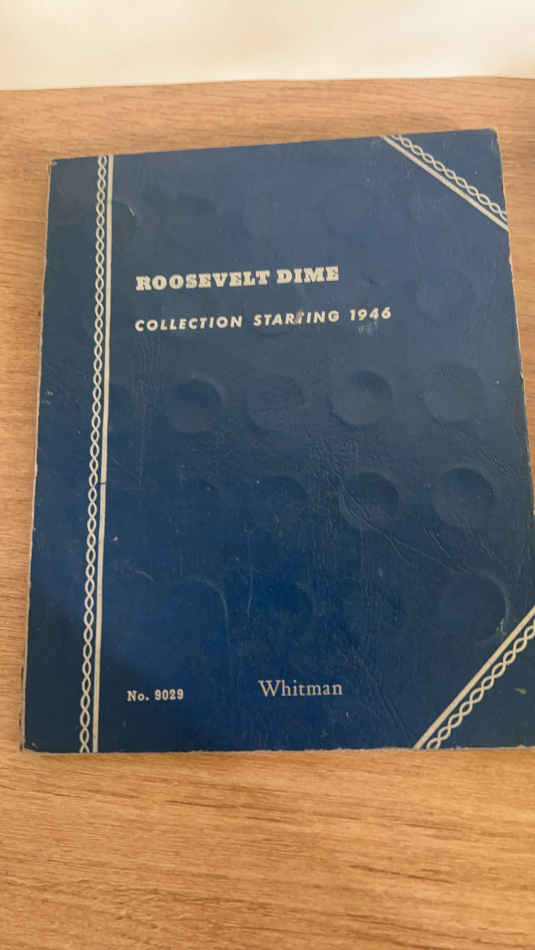 ROOSEVELT DIME
COLLECTION STARTING 1946
No. 9029
Whitman